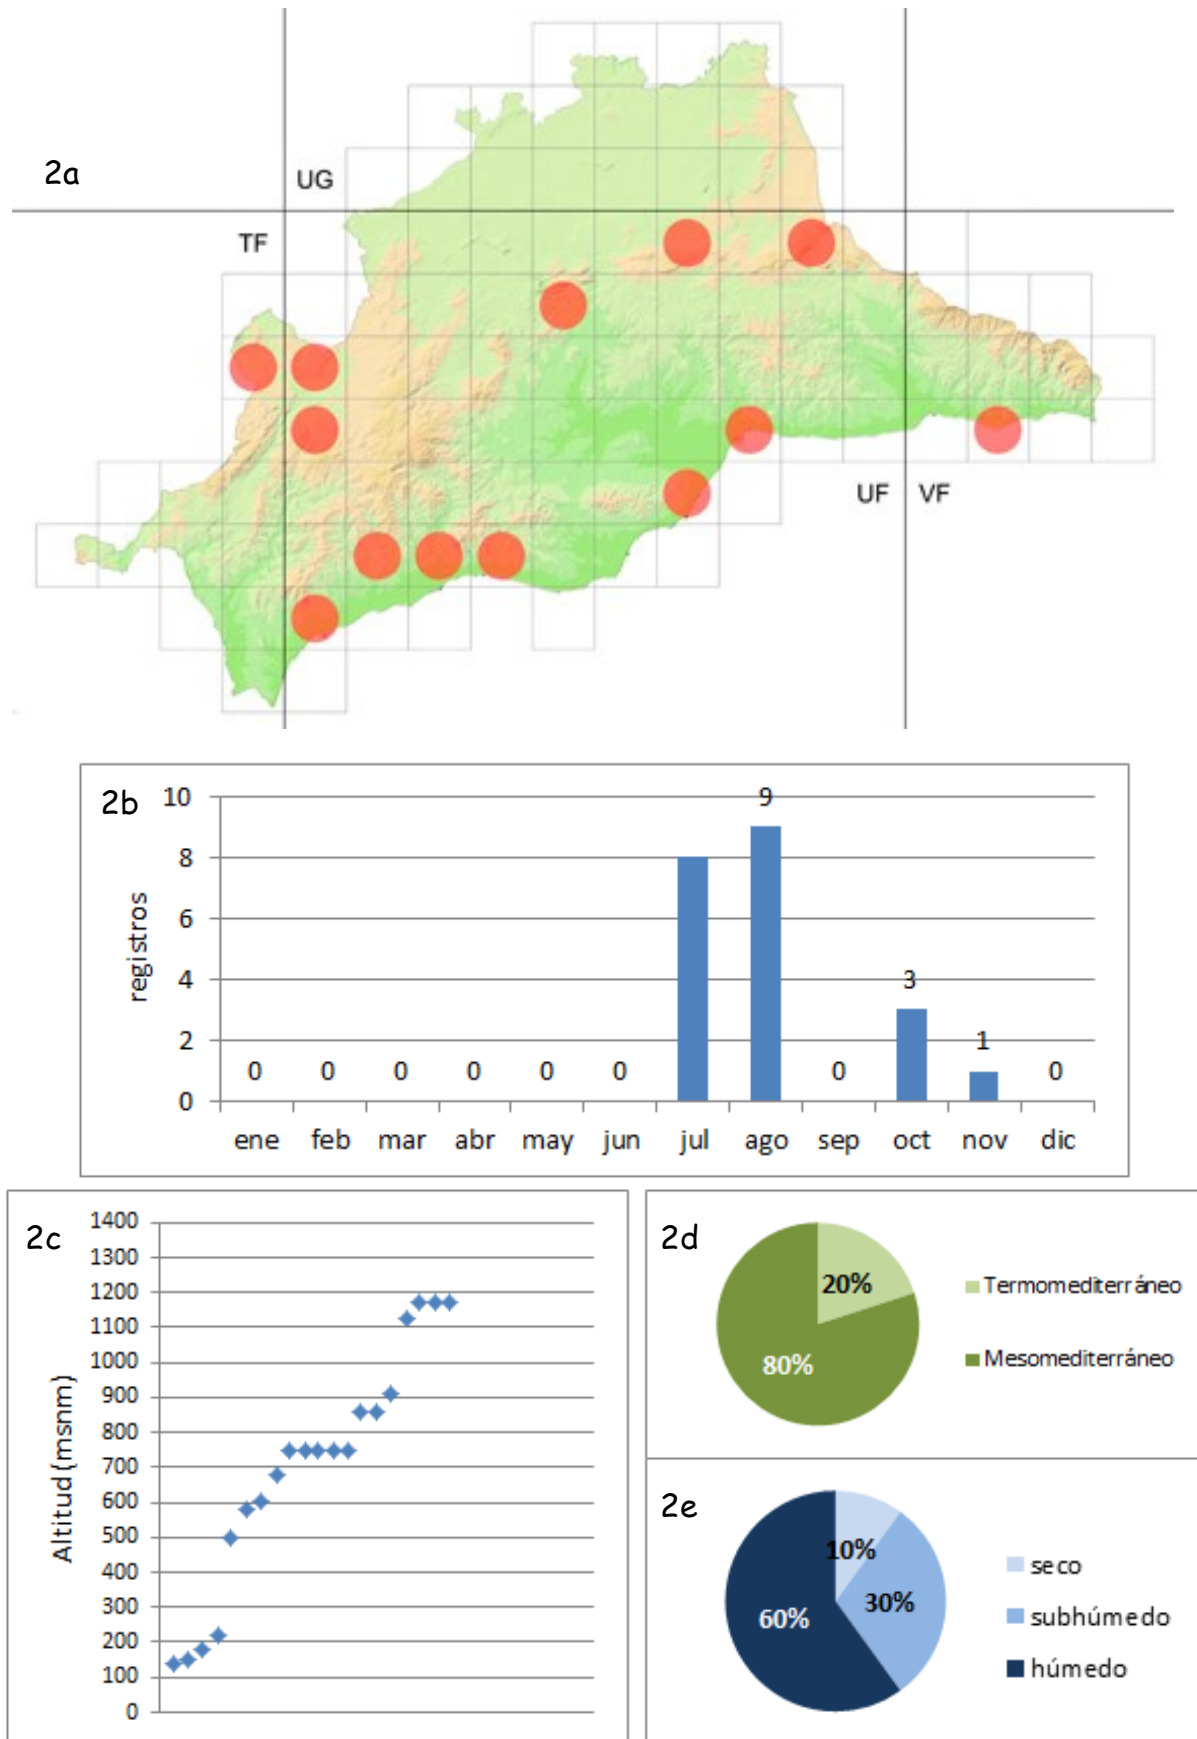 2a
UG
TF
UF VF
2b
registros
10
8
6
4
2
0
0 0 0 0 0 0 9 0 3 1 0
ene feb mar abr may jun jul ago sep oct nov dic
2c
Altitud (msnm)
1400
1300
1200
1100
1000
900
800
700
600
500
400
300
200
100
0
2d
20%
80%
Termomediterráneo
Mesomediterráneo
2e
10%
30%
60%
seco
subhúmedo
húmedo